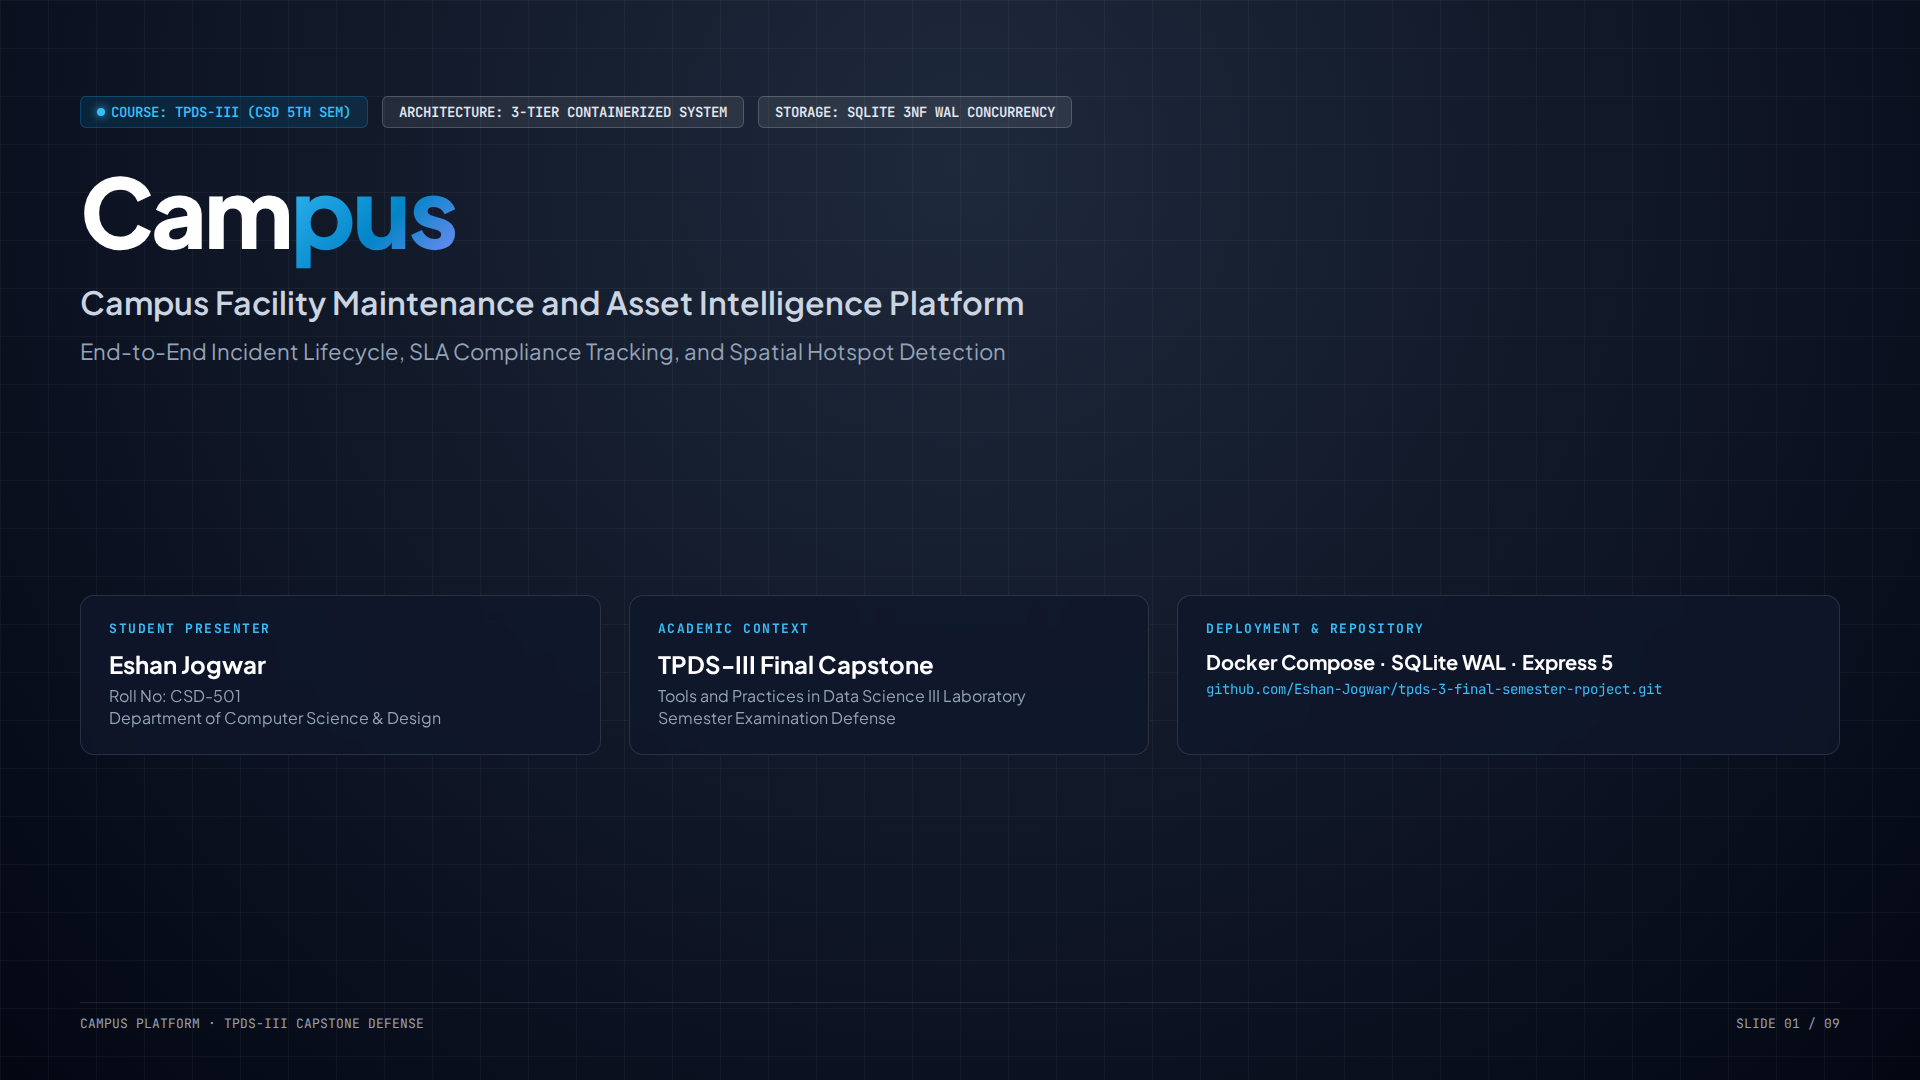 COURSE: TPDS-III (CSD 5TH SEM)
ARCHITECTURE: 3-TIER CONTAINERIZED SYSTEM
STORAGE: SQLITE 3NF WAL CONCURRENCY
Campus
Campus Facility Maintenance and Asset Intelligence Platform
End-to-End Incident Lifecycle, SLA Compliance Tracking, and Spatial Hotspot Detection
STUDENT PRESENTER
Eshan Jogwar
Roll No: CSD-501
Department of Computer Science & Design
ACADEMIC CONTEXT
TPDS-III Final Capstone
Tools and Practices in Data Science III Laboratory
Semester Examination Defense
DEPLOYMENT & REPOSITORY
Docker Compose · SQLite WAL · Express 5
github.com/Eshan-Jogwar/tpds-3-final-semester-rpoject.git
CAMPUS PLATFORM · TPDS-III CAPSTONE DEFENSE
SLIDE 01 / 09